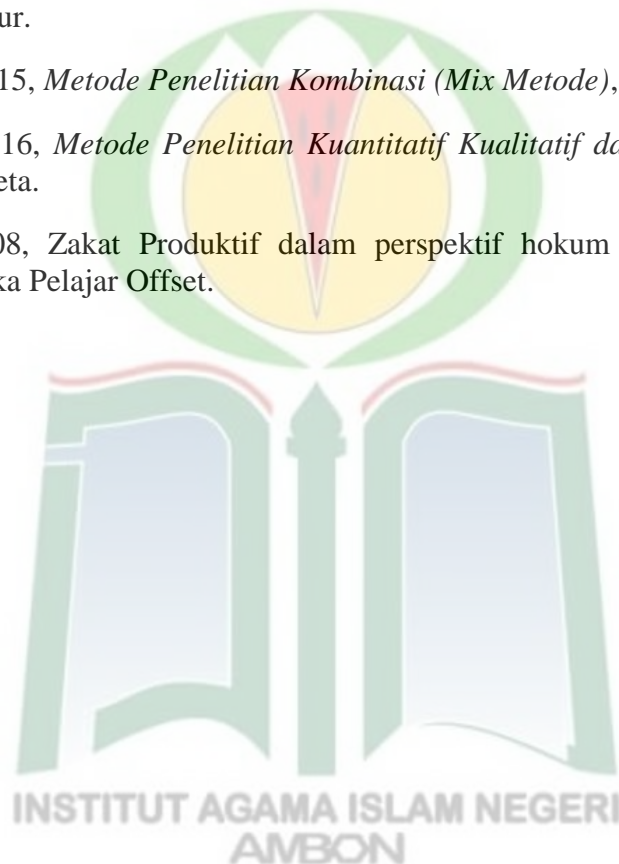 ur.
15, Metode Penelitian Kombinasi (Mix Metode),
16, Metode Penelitian Kuantitatif Kualitatif da
eta.
08, Zakat Produktif dalam perspektif hokum
ka Pelajar Offset.
INSTITUT AGAMA ISLAM NEGERI
AMBON